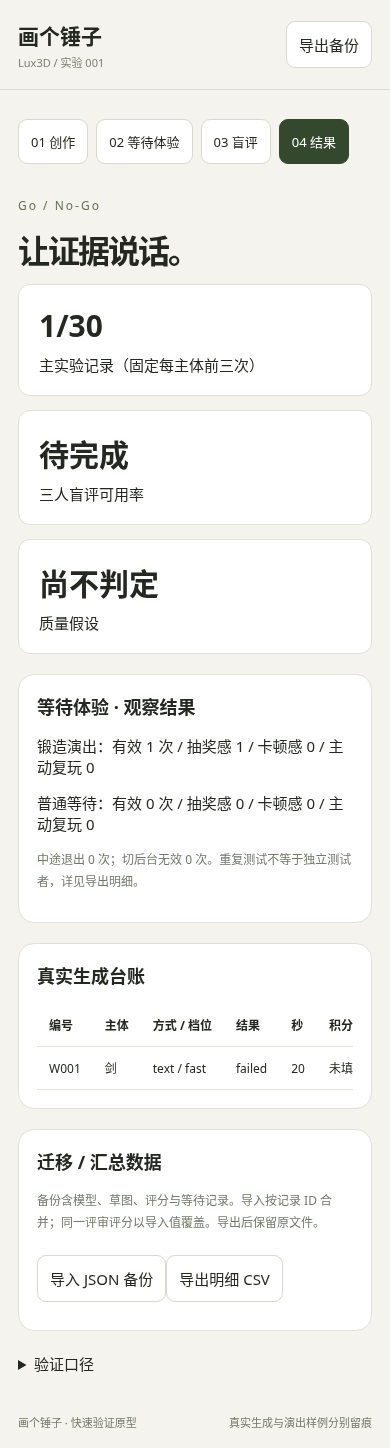 画个锤子
Lux3D / 实验 001
导出备份
01 创作
02 等待体验
03 盲评
04 结果
Go / No-Go
让证据说话。
1/30
主实验记录（固定每主体前三次）
待完成
三人盲评可用率
尚不判定
质量假设
等待体验 · 观察结果
锻造演出：有效 1 次 / 抽奖感 1 / 卡顿感 0 / 主
动复玩 0
普通等待：有效 0 次 / 抽奖感 0 / 卡顿感 0 / 主
动复玩 0
中途退出 0 次；切后台无效 0 次。重复测试不等于独立测试
者，详见导出明细。
真实生成台账
编号 主体 方式 / 档位 结果 秒 积分
W001 剑 text / fast failed 20 未填
迁移 / 汇总数据
备份含模型、草图、评分与等待记录。导入按记录 ID 合
并；同一评审评分以导入值覆盖。导出后保留原文件。
导入 JSON 备份
导出明细 CSV
验证口径
画个锤子 · 快速验证原型
真实生成与演出样例分别留痕